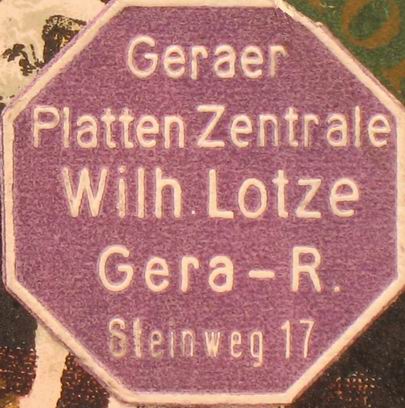 Geraer
Platten Zentrale
Wilh. Lotze
Gera-R.
Steinweg 17